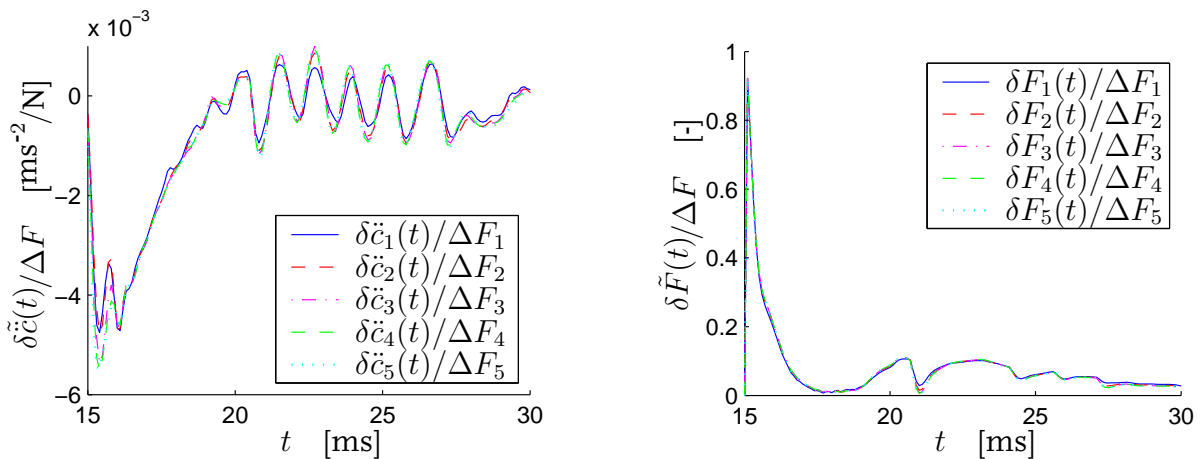 x 10⁻³
0
−2
−4
−6
15 20 25 30
t [ms]
δc̃̈(t)/ΔF [ms⁻²/N]
δc̈₁(t)/ΔF₁
δc̈₂(t)/ΔF₂
δc̈₃(t)/ΔF₃
δc̈₄(t)/ΔF₄
δc̈₅(t)/ΔF₅
1
0.8
0.6
0.4
0.2
0
15 20 25 30
t [ms]
δF̃(t)/ΔF [-]
δF₁(t)/ΔF₁
δF₂(t)/ΔF₂
δF₃(t)/ΔF₃
δF₄(t)/ΔF₄
δF₅(t)/ΔF₅